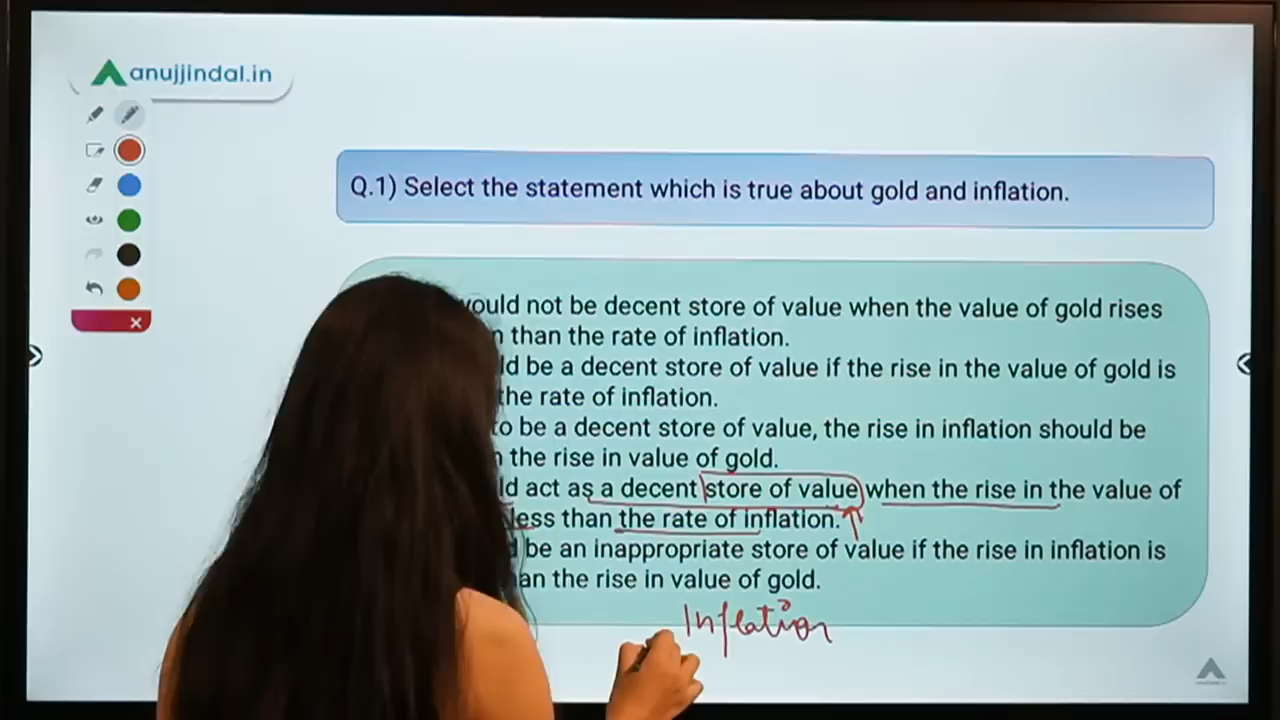 anujjindal.in
Q.1) Select the statement which is true about gold and inflation.
would not be decent store of value when the value of gold rises
than the rate of inflation.
be a decent store of value if the rise in the value of gold is
the rate of inflation.
to be a decent store of value, the rise in inflation should be
the rise in value of gold.
act as a decent store of value when the rise in the value of
less than the rate of inflation.
be an inappropriate store of value if the rise in inflation is
the rise in value of gold.
Inflation